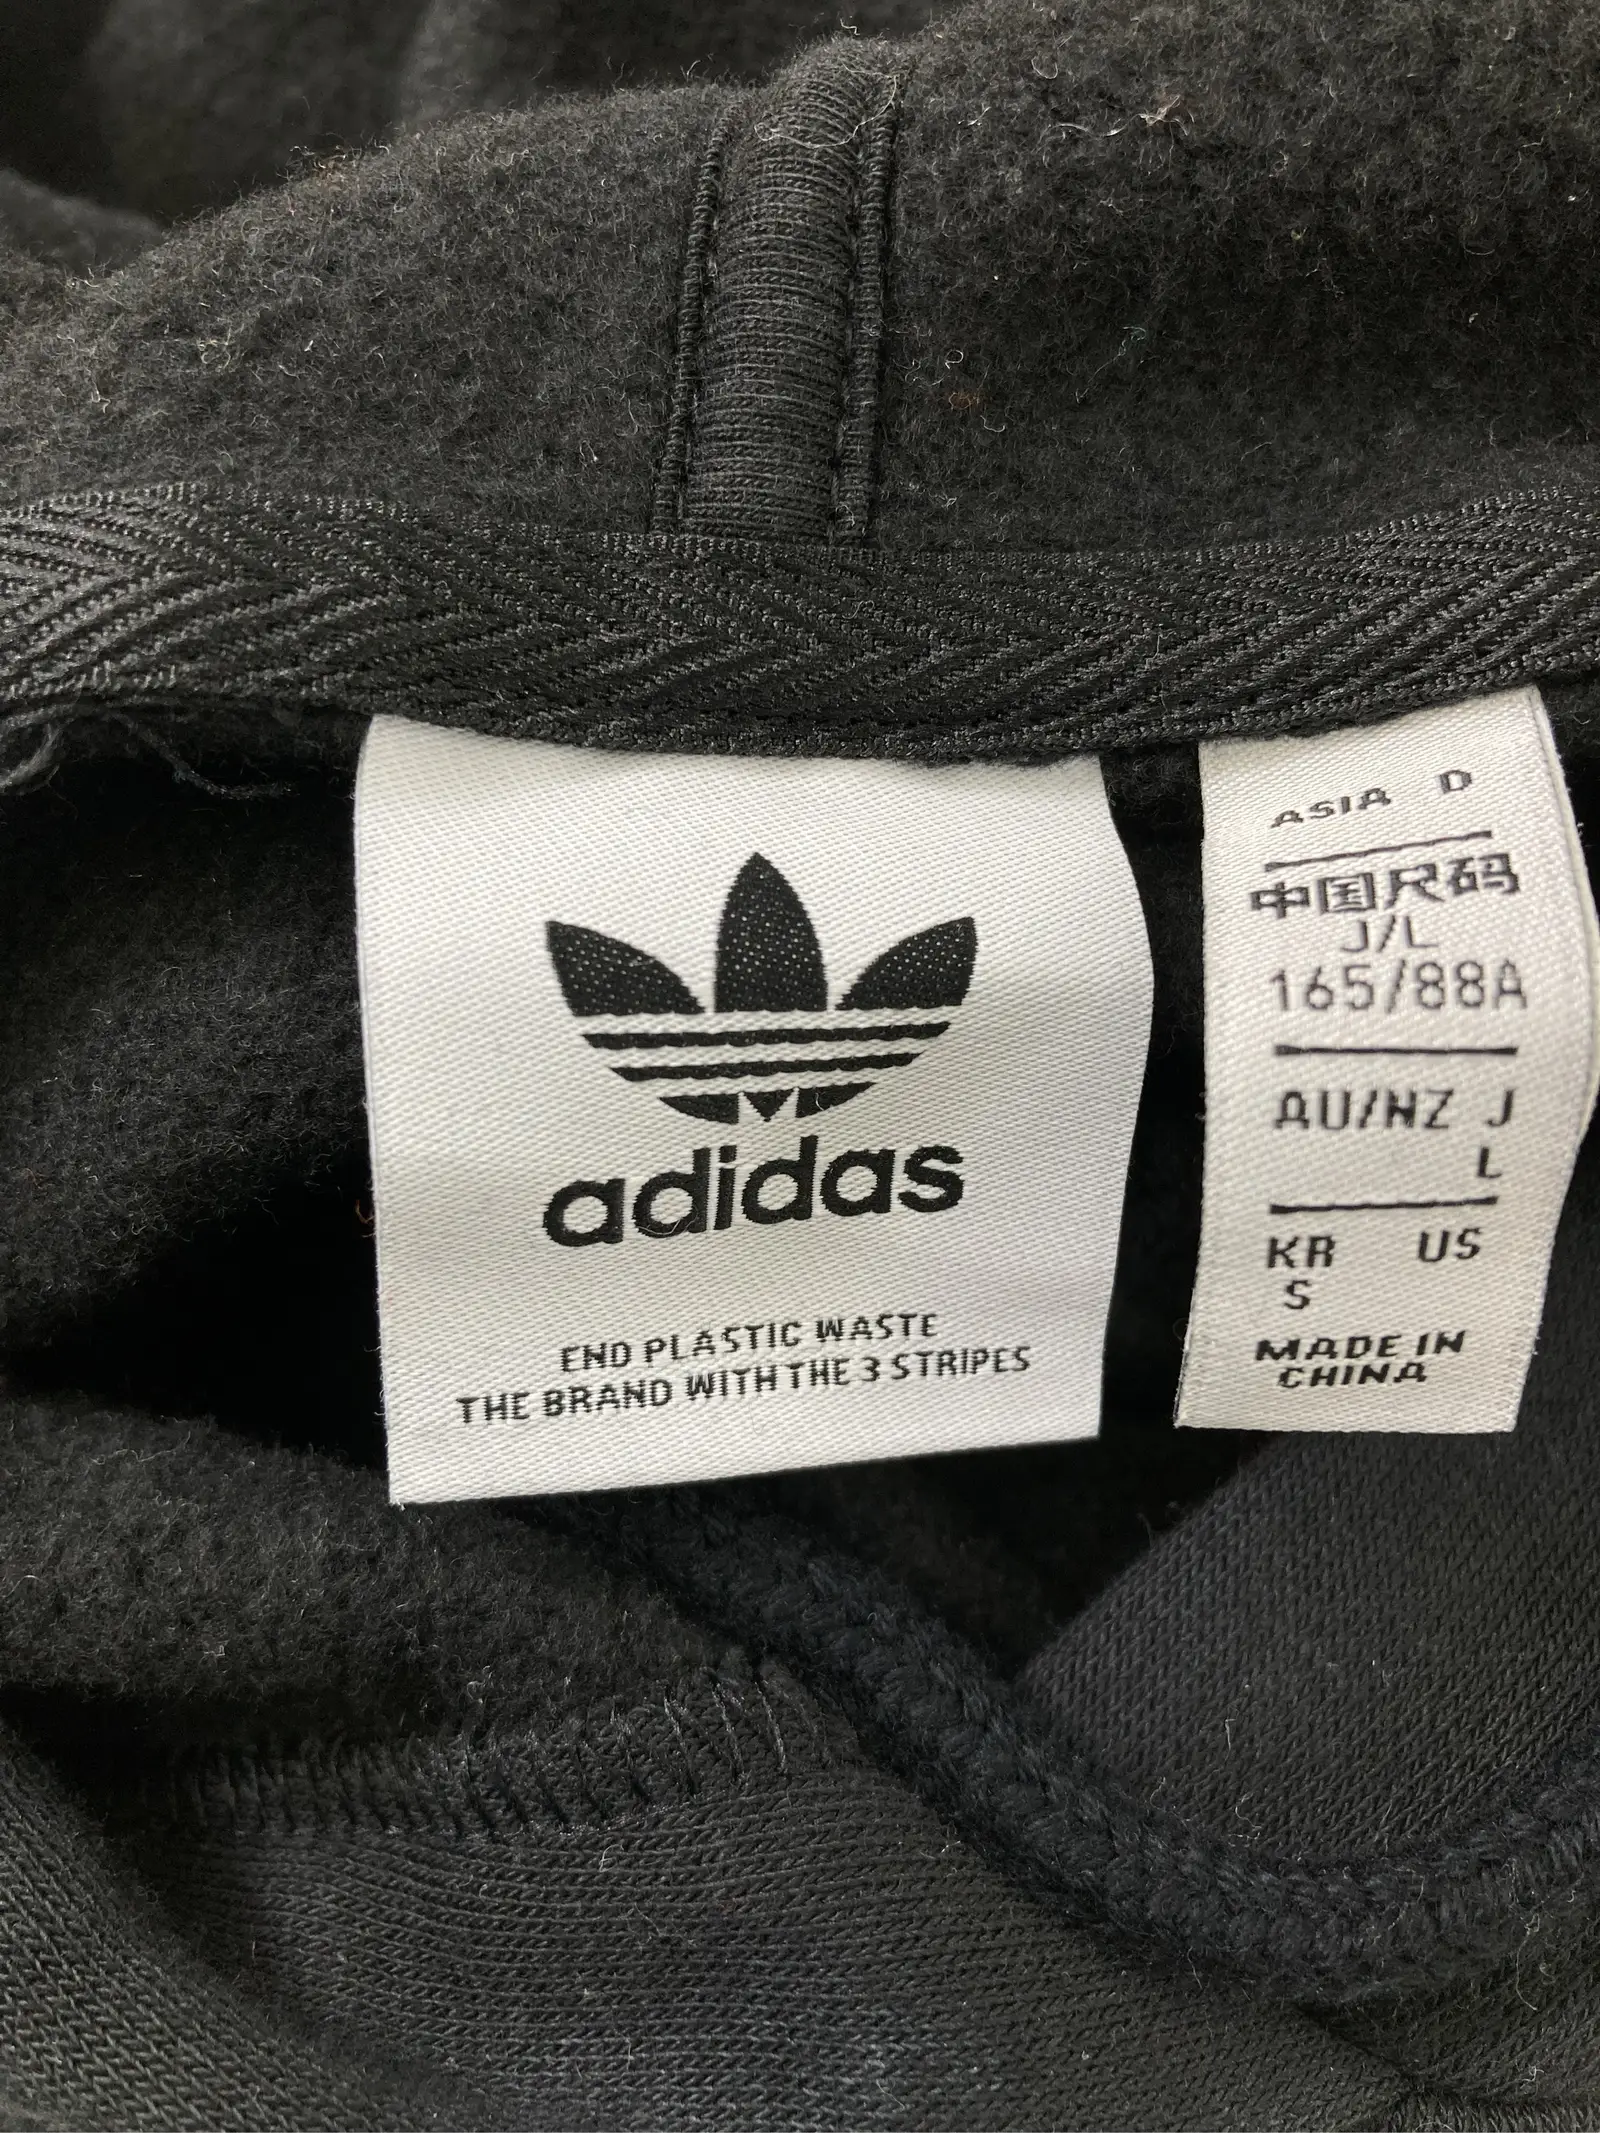 adidas
END PLASTIC WASTE
THE BRAND WITH THE 3 STRIPES
ASIA D
中国尺码
J/L
165/88A
AU/NZ J
L
KR US
S
MADE IN
CHINA